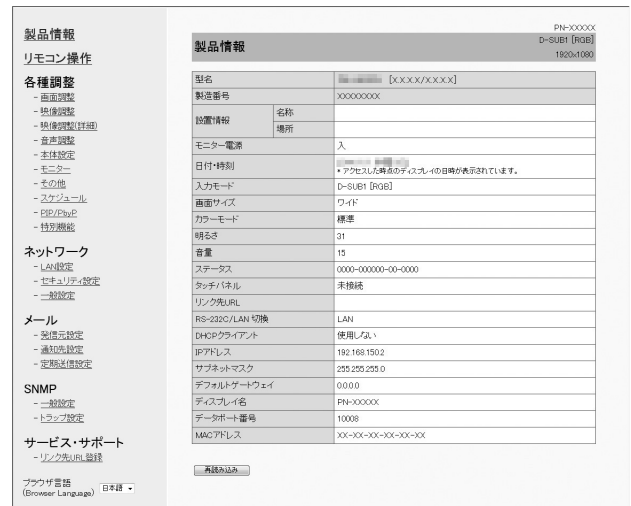 製品情報
リモコン操作
各種調整
- 画面調整
- 映像調整
- 映像調整(詳細)
- 音声調整
- 本体設定
- モニター
- その他
- スケジュール
- PIP/PbyP
- 特別機能
ネットワーク
- LAN設定
- セキュリティ設定
- 一般設定
メール
- 発信元設定
- 通知先設定
- 定期送信設定
SNMP
- 一般設定
- トラップ設定
サービス・サポート
- リンク先URL登録
ブラウザ言語
(Browser Language) 日本語
PN-XXXXX
製品情報 D-SUB1 [RGB]
1920x1080
型名 [X.X.X.X/X.X.X.X]
製造番号 XXXXXXXX
設置情報 名称
場所
モニター電源 入
日付・時刻
* アクセスした時点のディスプレイの日時が表示されています。
入力モード D-SUB1 [RGB]
画面サイズ ワイド
カラーモード 標準
明るさ 31
音量 15
ステータス 0000-000000-00-0000
タッチパネル 未接続
リンク先URL
RS-232C/LAN 切換 LAN
DHCPクライアント 使用しない
IPアドレス 192.168.150.2
サブネットマスク 255.255.255.0
デフォルトゲートウェイ 0.0.0.0
ディスプレイ名 PN-XXXXX
データポート番号 10008
MACアドレス XX-XX-XX-XX-XX-XX
再読み込み